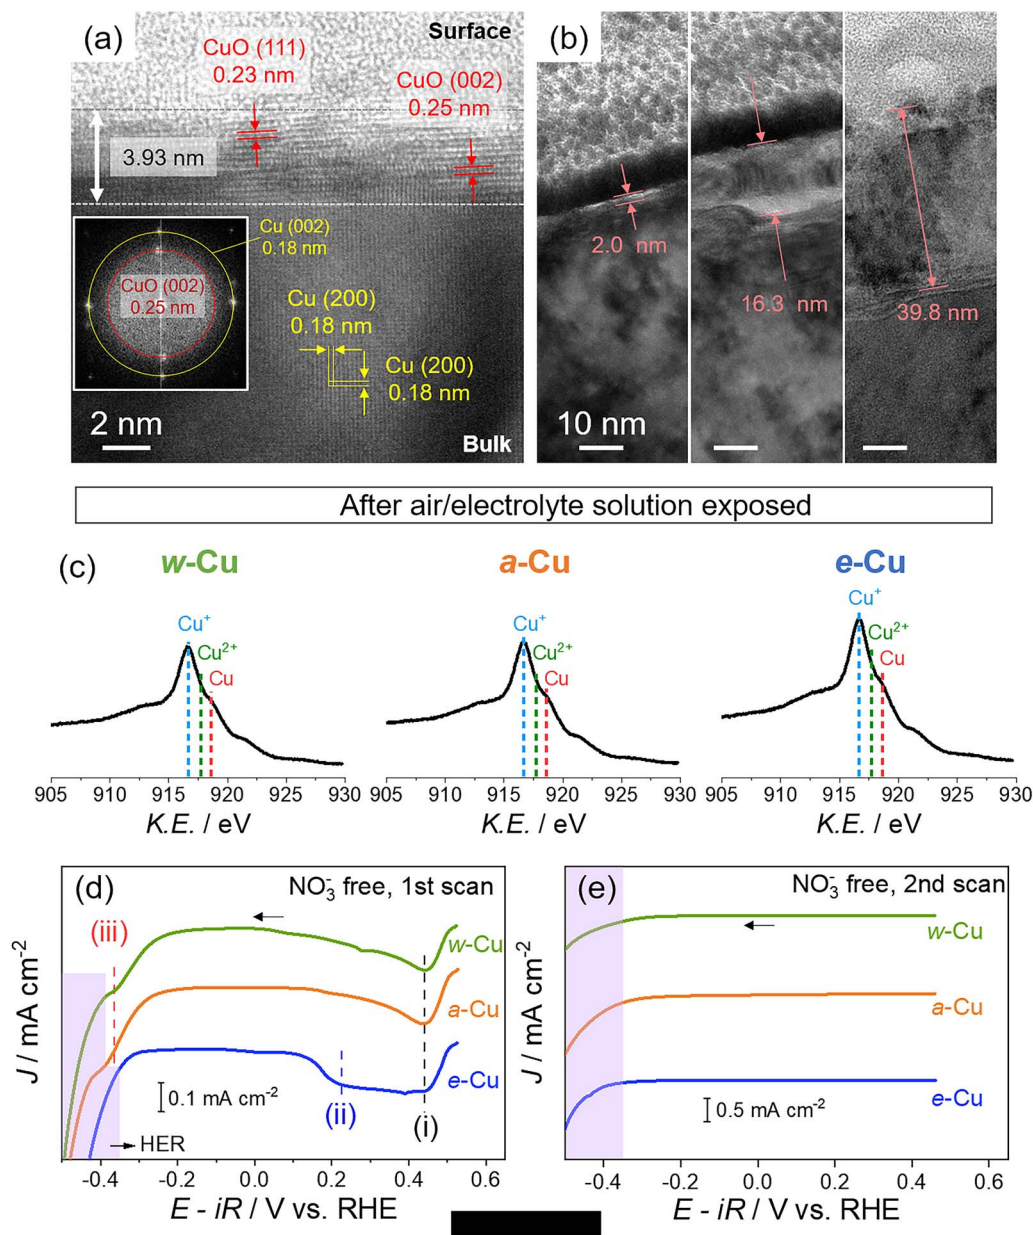 (a)
Surface
CuO (111)
0.23 nm
CuO (002)
0.25 nm
3.93 nm
Cu (002)
0.18 nm
CuO (002)
0.25 nm
Cu (200)
0.18 nm
Cu (200)
0.18 nm
2 nm
Bulk
(b)
2.0 nm
16.3 nm
39.8 nm
10 nm
After air/electrolyte solution exposed
(c)
w-Cu
a-Cu
e-Cu
Cu⁺
Cu²⁺
Cu
Cu⁺
Cu²⁺
Cu
Cu⁺
Cu²⁺
Cu
905 910 915 920 925 930
905 910 915 920 925 930
905 910 915 920 925 930
K.E. / eV
K.E. / eV
K.E. / eV
(d)
NO₃⁻ free, 1st scan
(iii)
w-Cu
a-Cu
e-Cu
(ii)
(i)
0.1 mA cm⁻²
HER
J / mA cm⁻²
-0.4 -0.2 0.0 0.2 0.4 0.6
E - iR / V vs. RHE
(e)
NO₃⁻ free, 2nd scan
w-Cu
a-Cu
e-Cu
0.5 mA cm⁻²
J / mA cm⁻²
-0.4 -0.2 0.0 0.2 0.4 0.6
E - iR / V vs. RHE